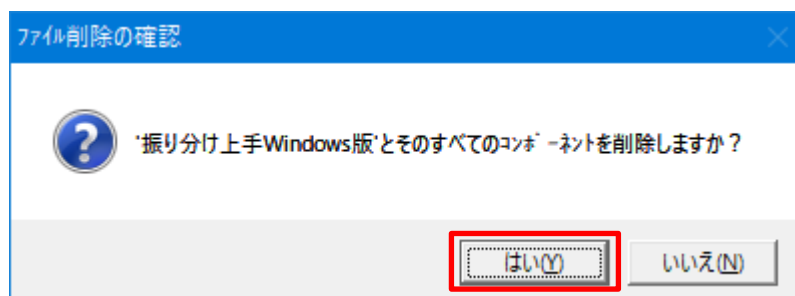 ﾌｧｲﾙ削除の確認
'振り分け上手Windows版'とそのすべてのｺﾝﾎﾟｰﾈﾝﾄを削除しますか？
はい(Y)
いいえ(N)